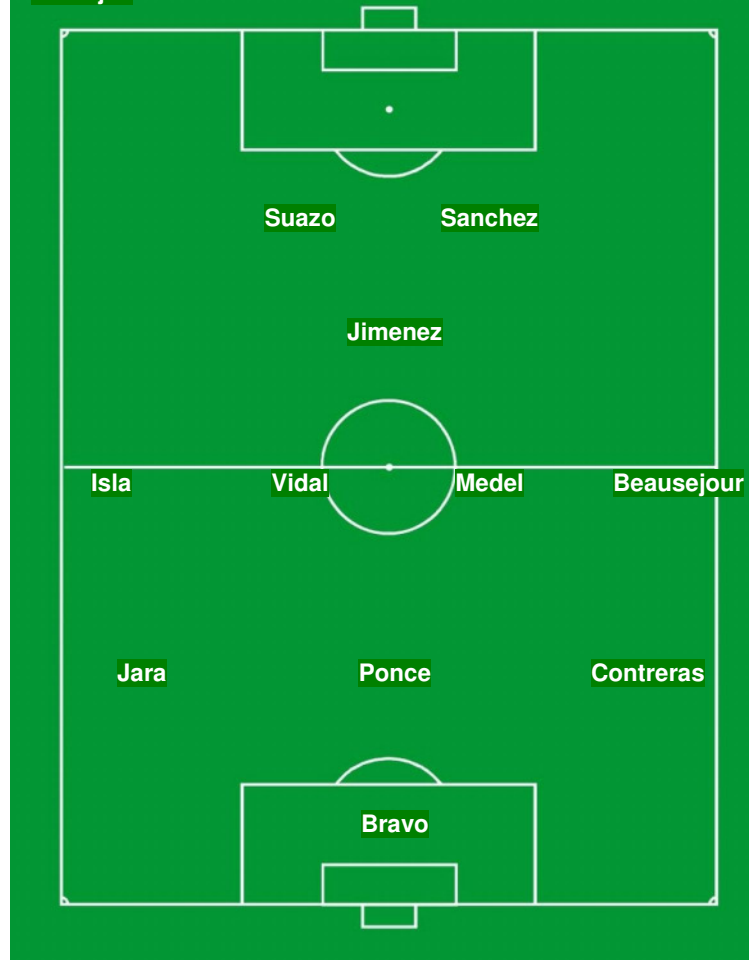 Suazo Sanchez
Jimenez
Isla Vidal Medel Beausejour
Jara Ponce Contreras
Bravo